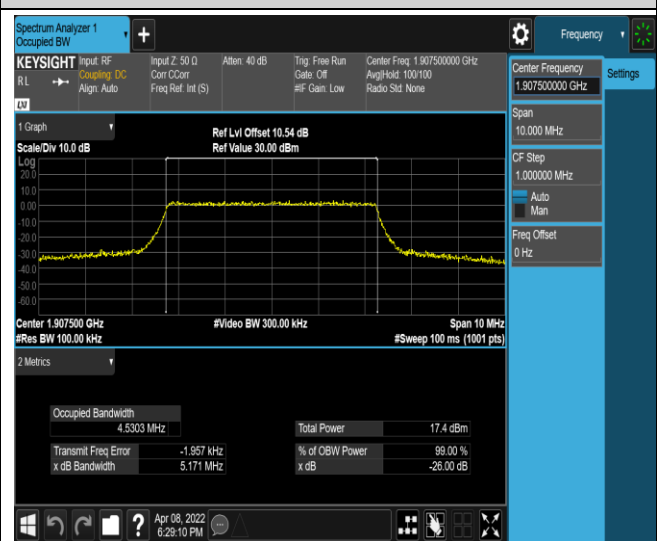 Spectrum Analyzer 1
Occupied BW
+
Frequency
KEYSIGHT
RL
LXI
Input: RF
Coupling: DC
Align: Auto
Input Z: 50 Ω
Corr CCorr
Freq Ref: Int (S)
Atten: 40 dB
Trig: Free Run
Gate: Off
#IF Gain: Low
Center Freq: 1.907500000 GHz
Avg|Hold: 100/100
Radio Std: None
1 Graph
Scale/Div 10.0 dB
Ref Lvl Offset 10.54 dB
Ref Value 30.00 dBm
Log
20.0
10.0
0.00
-10.0
-20.0
-30.0
-40.0
-50.0
-60.0
Center 1.907500 GHz
#Res BW 100.00 kHz
#Video BW 300.00 kHz
Span 10 MHz
#Sweep 100 ms (1001 pts)
2 Metrics
Occupied Bandwidth
4.5303 MHz
Total Power 17.4 dBm
Transmit Freq Error -1.957 kHz
% of OBW Power 99.00 %
x dB Bandwidth 5.171 MHz
x dB -26.00 dB
Center Frequency
1.907500000 GHz
Settings
Span
10.000 MHz
CF Step
1.000000 MHz
Auto
Man
Freq Offset
0 Hz
?
Apr 08, 2022
6:29:10 PM